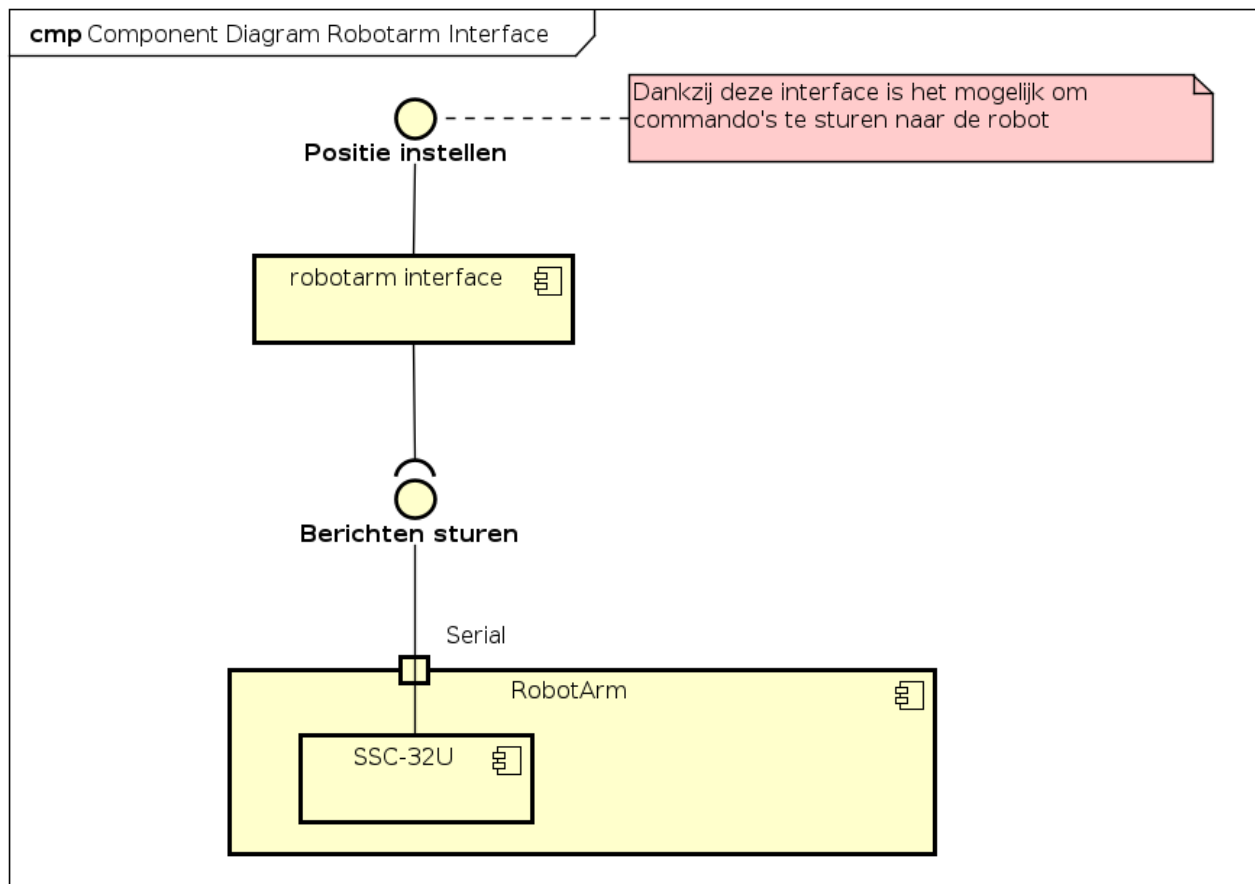 cmp Component Diagram Robotarm Interface
Dankzij deze interface is het mogelijk om
commando's te sturen naar de robot
Positie instellen
robotarm interface
Berichten sturen
Serial
RobotArm
SSC-32U